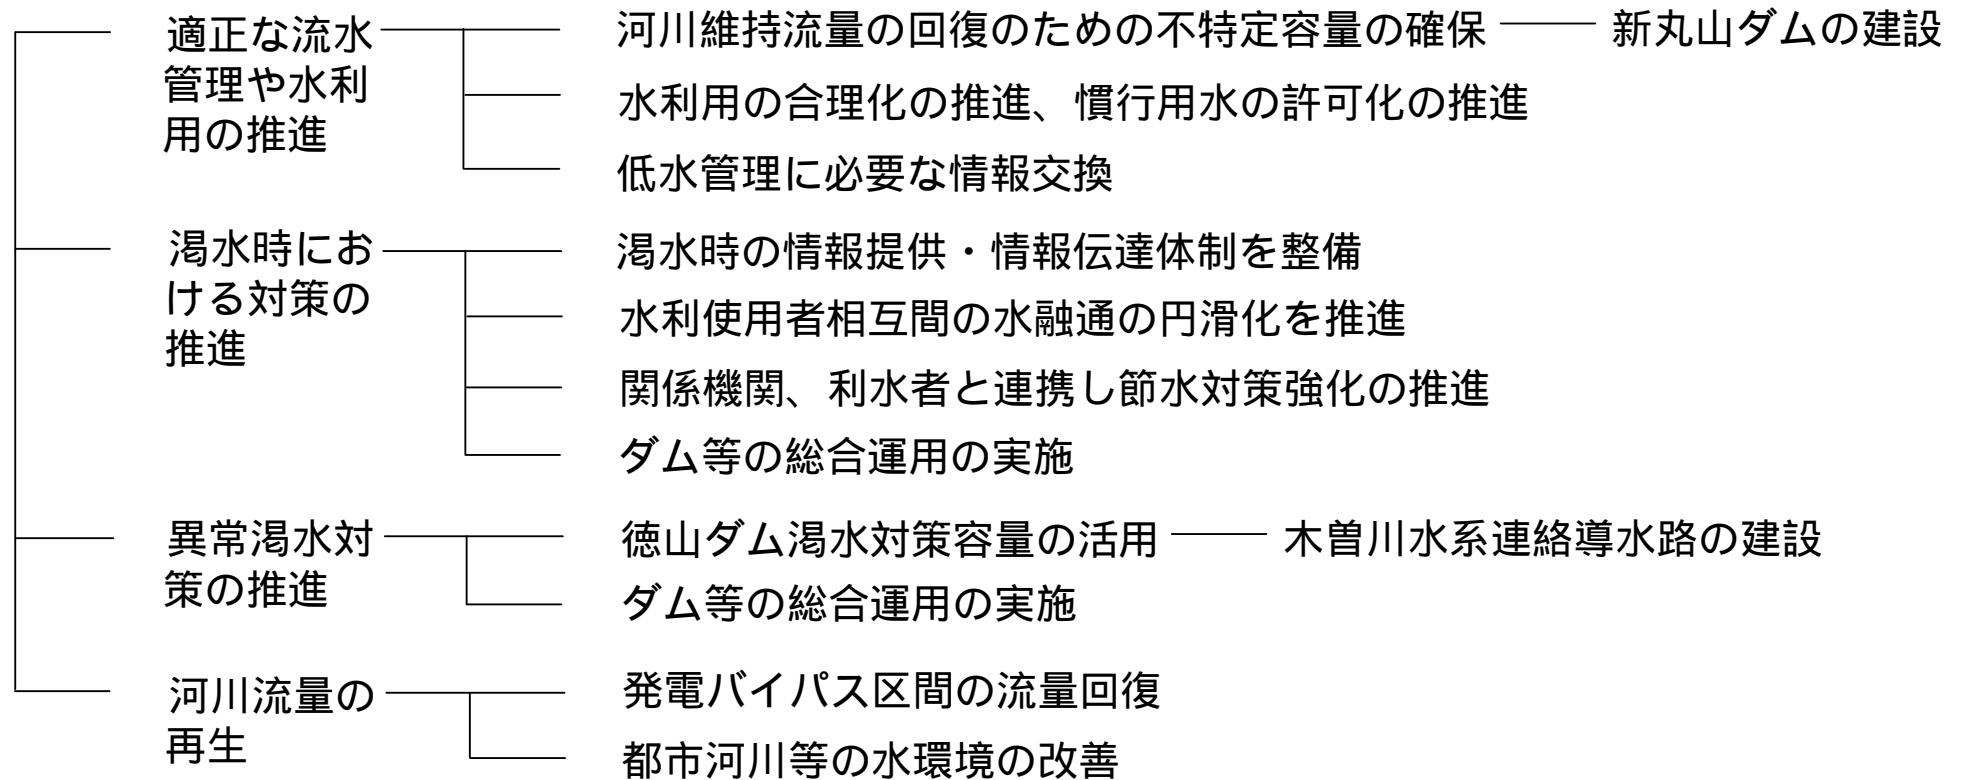 適正な流水
管理や水利
用の推進
河川維持流量の回復のための不特定容量の確保
新丸山ダムの建設
水利用の合理化の推進、慣行用水の許可化の推進
低水管理に必要な情報交換
渇水時にお
ける対策の
推進
渇水時の情報提供・情報伝達体制を整備
水利使用者相互間の水融通の円滑化を推進
関係機関、利水者と連携し節水対策強化の推進
ダム等の総合運用の実施
異常渇水対
策の推進
徳山ダム渇水対策容量の活用
木曽川水系連絡導水路の建設
ダム等の総合運用の実施
河川流量の
再生
発電バイパス区間の流量回復
都市河川等の水環境の改善